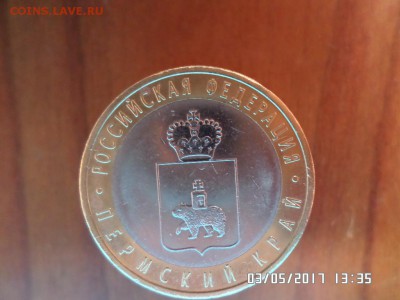 COINS.LAVE.RU
РОССИЙСКАЯ ФЕДЕРАЦИЯ
ПЕРМСКИЙ КРАЙ
03/05/2017 13:35